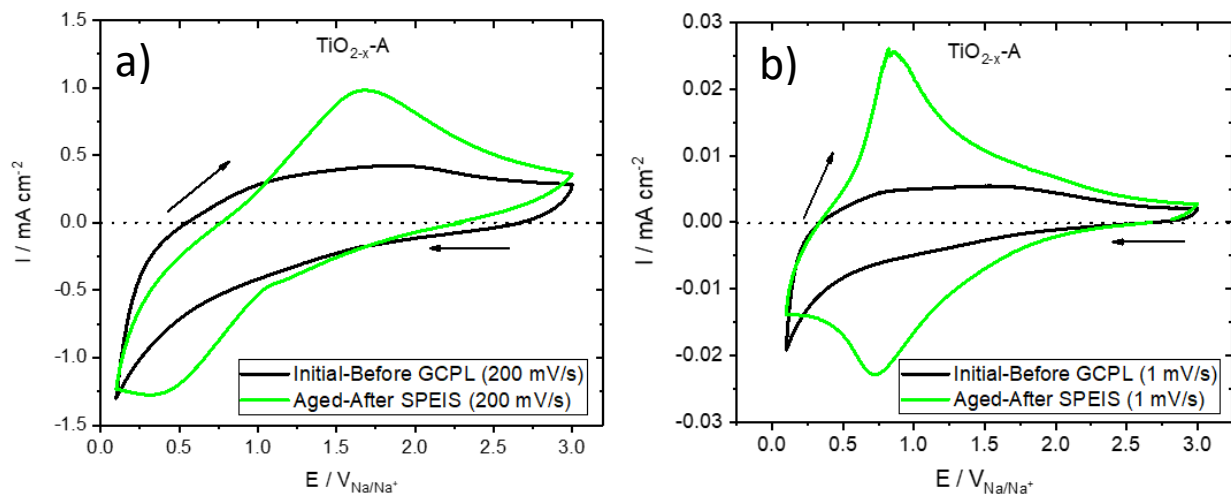 a)
TiO2-x-A
I / mA cm-2
1.5
1.0
0.5
0.0
-0.5
-1.0
-1.5
0.0 0.5 1.0 1.5 2.0 2.5 3.0
E / VNa/Na+
Initial-Before GCPL (200 mV/s)
Aged-After SPEIS (200 mV/s)
b)
TiO2-x-A
I / mA cm-2
0.03
0.02
0.01
0.00
-0.01
-0.02
-0.03
0.0 0.5 1.0 1.5 2.0 2.5 3.0
E / VNa/Na+
Initial-Before GCPL (1 mV/s)
Aged-After SPEIS (1 mV/s)